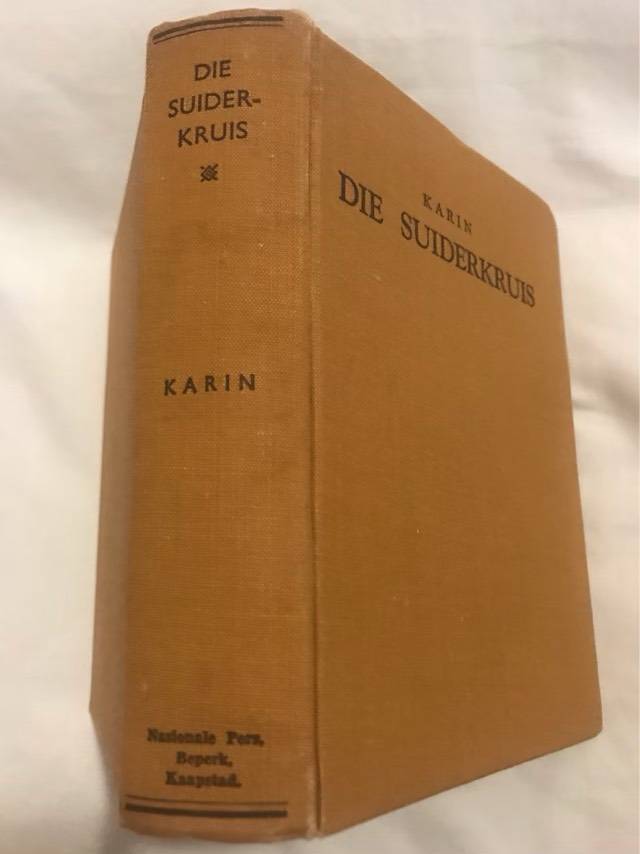 DIE
SUIDER-
KRUIS
KARIN
Nasionale Pers,
Beperk,
Kaapstad.
KARIN
DIE SUIDERKRUIS